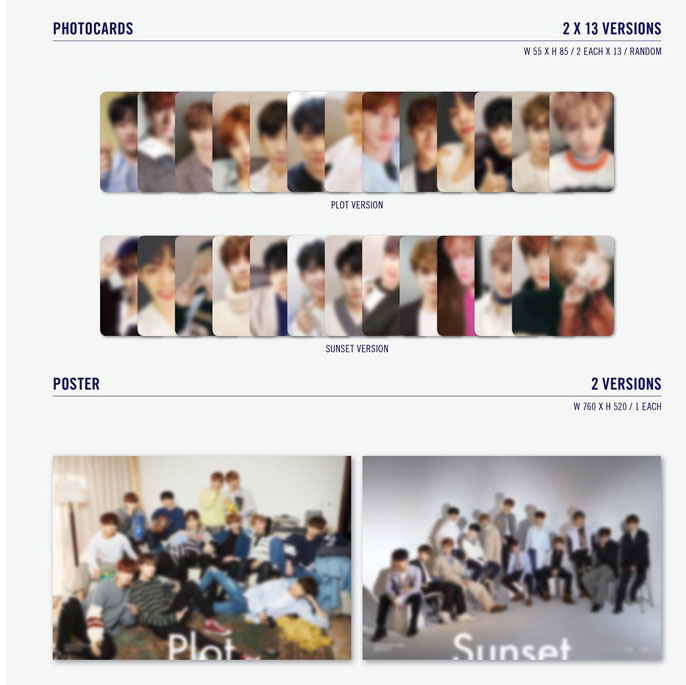 PHOTOCARDS
2 X 13 VERSIONS
W 55 X H 85 / 2 EACH X 13 / RANDOM
PLOT VERSION
SUNSET VERSION
POSTER
2 VERSIONS
W 760 X H 520 / 1 EACH
Plot
Sunset